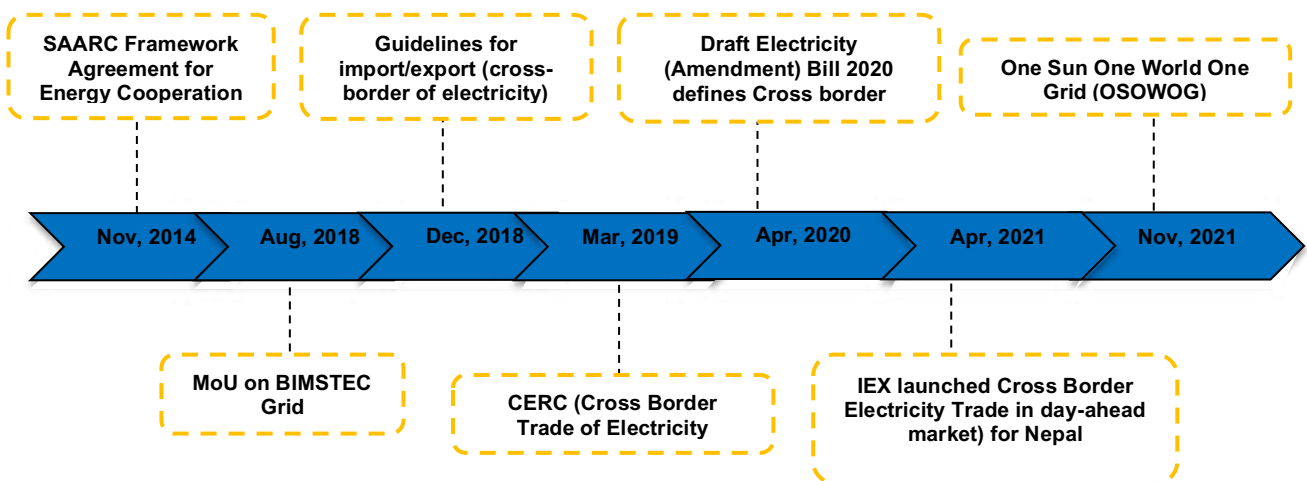 SAARC Framework
Agreement for
Energy Cooperation
Guidelines for
import/export (cross-
border of electricity)
Draft Electricity
(Amendment) Bill 2020
defines Cross border
One Sun One World One
Grid (OSOWOG)
Nov, 2014
Aug, 2018
Dec, 2018
Mar, 2019
Apr, 2020
Apr, 2021
Nov, 2021
MoU on BIMSTEC
Grid
CERC (Cross Border
Trade of Electricity
IEX launched Cross Border
Electricity Trade in day-ahead
market) for Nepal